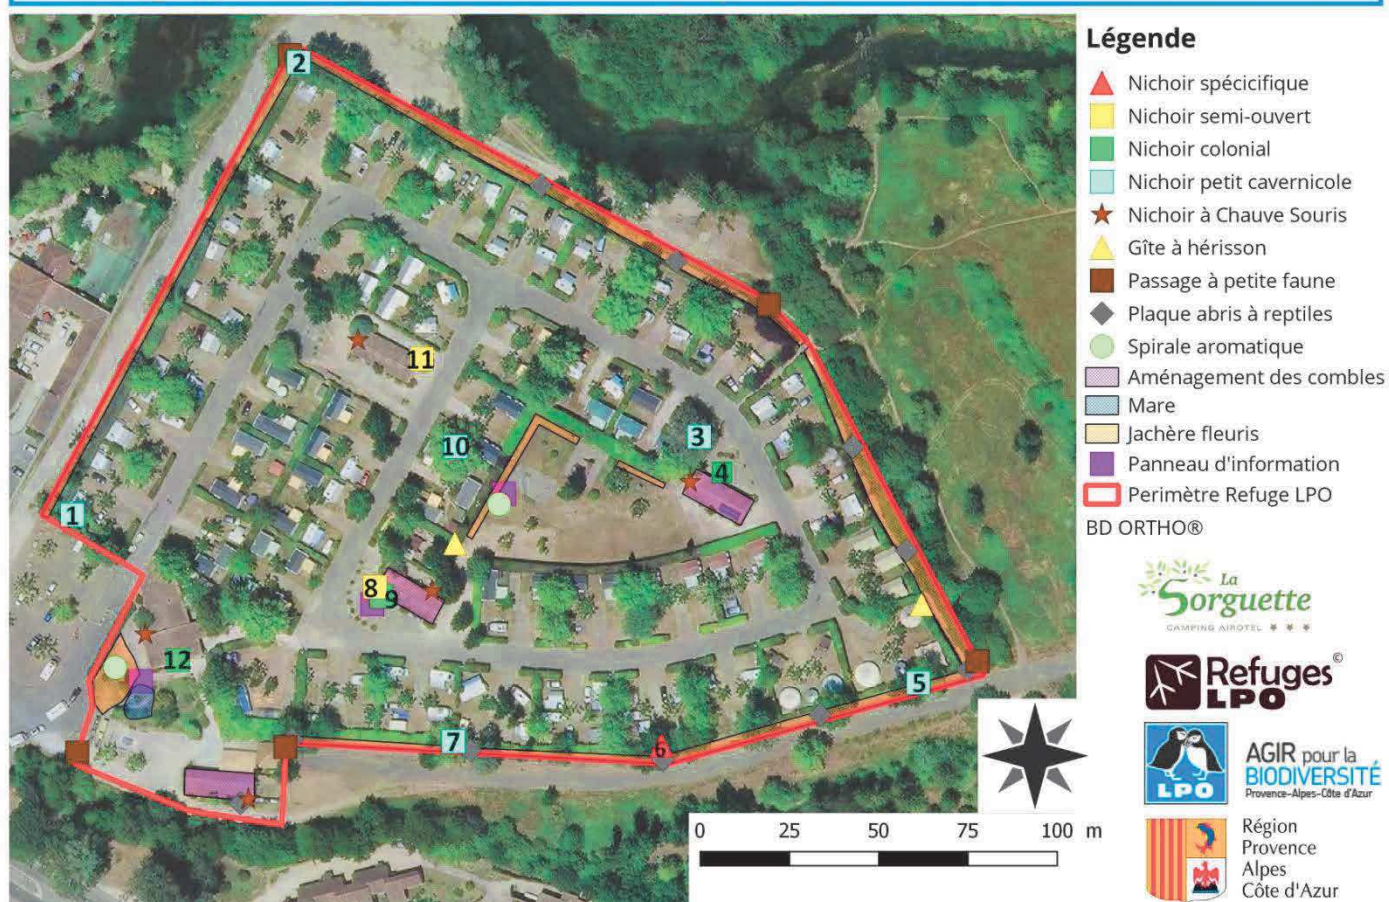 Légende
Nichoir spécicifique
Nichoir semi-ouvert
Nichoir colonial
Nichoir petit cavernicole
Nichoir à Chauve Souris
Gîte à hérisson
Passage à petite faune
Plaque abris à reptiles
Spirale aromatique
Aménagement des combles
Mare
Jachère fleuris
Panneau d'information
Perimètre Refuge LPO
BD ORTHO®
La
Sorguette
CAMPING AIROTEL
Refuges©
LPO
LPO
AGIR pour la
BIODIVERSITÉ
Provence-Alpes-Côte d'Azur
Région
Provence
Alpes
Côte d'Azur
2
11
3
10
4
1
8
9
12
5
7
6
0 25 50 75 100 m